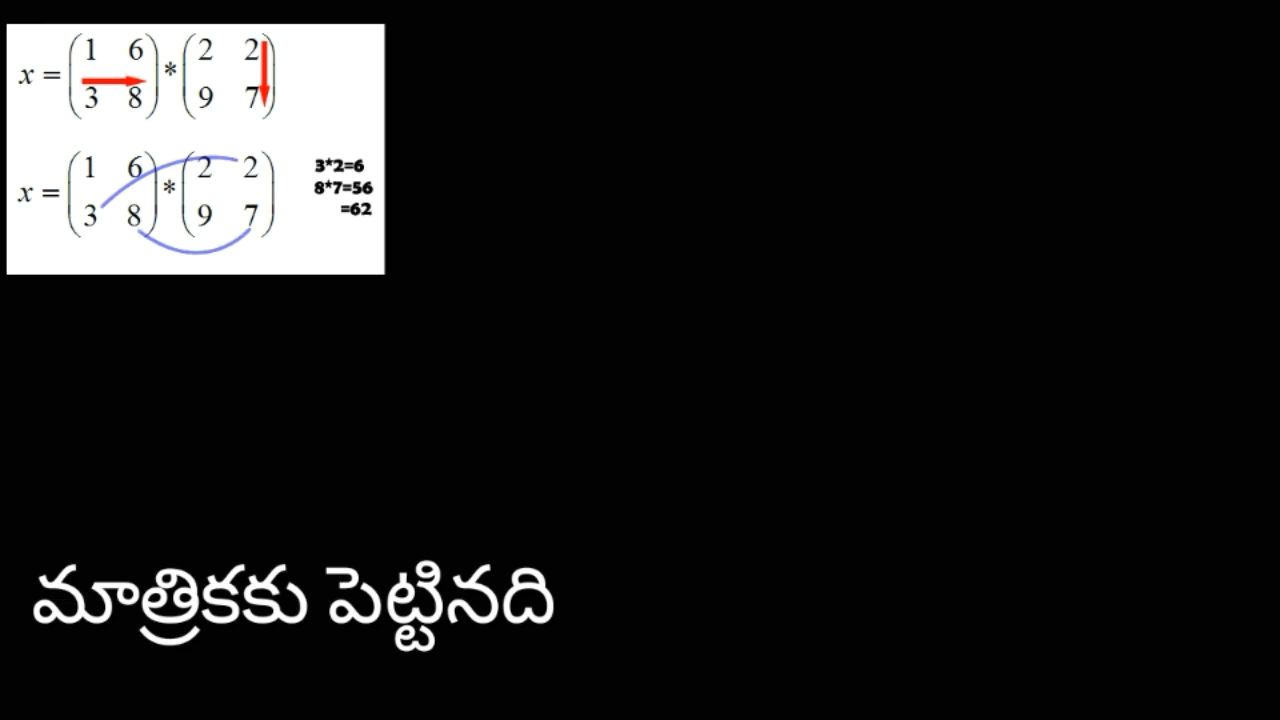 x = (1 6) * (2 2)
(3 8) (9 7)
x = (1 6) * (2 2)
(3 8) (9 7)
3*2=6
8*7=56
=62
మాత్రికకు పెట్టినది